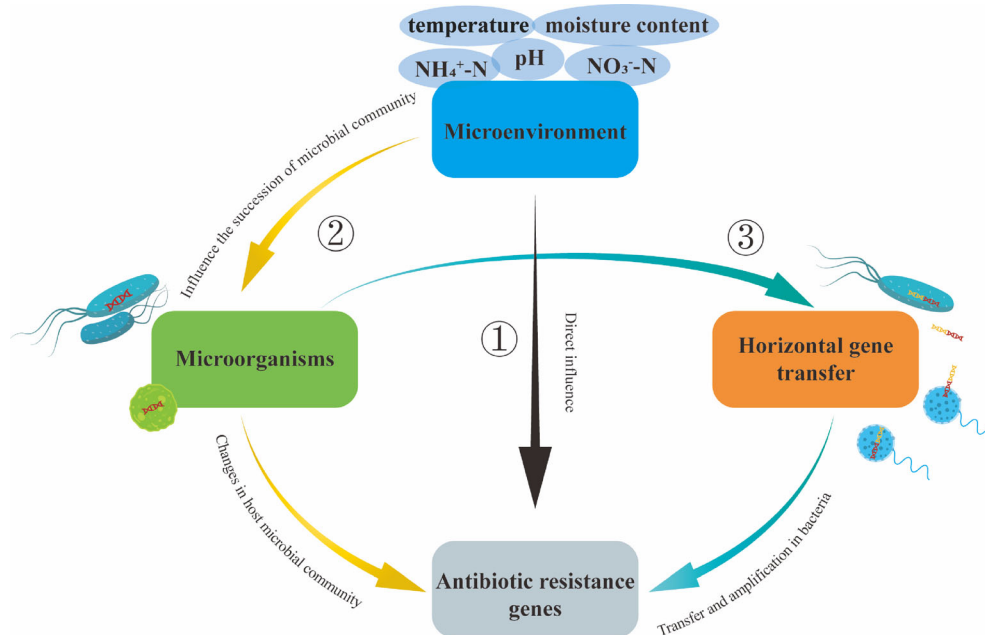 temperature
moisture content
NH₄⁺-N
pH
NO₃⁻-N
Microenvironment
Influence the succession of microbial community
②
③
Microorganisms
①
Direct influence
Horizontal gene
transfer
Changes in host microbial community
Antibiotic resistance
genes
Transfer and amplification in bacteria